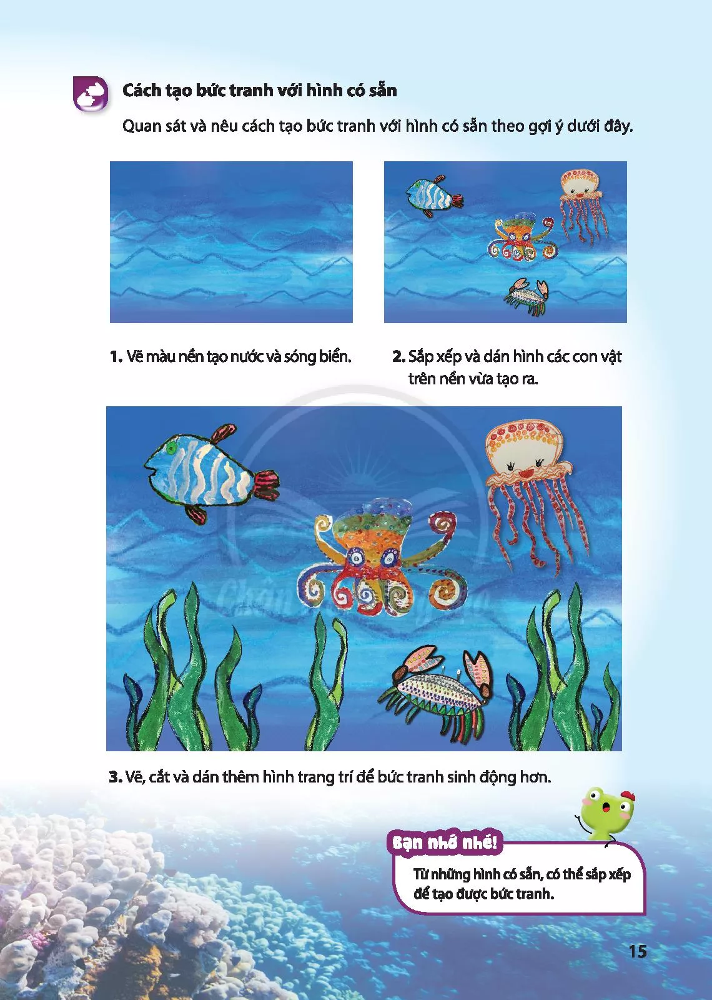 Cách tạo bức tranh với hình có sẵn
Quan sát và nêu cách tạo bức tranh với hình có sẵn theo gợi ý dưới đây.
1. Vẽ màu nền tạo nước và sóng biển.
2. Sắp xếp và dán hình các con vật
trên nền vừa tạo ra.
3. Vẽ, cắt và dán thêm hình trang trí để bức tranh sinh động hơn.
Bạn nhớ nhé!
Từ những hình có sẵn, có thể sắp xếp
để tạo được bức tranh.
15